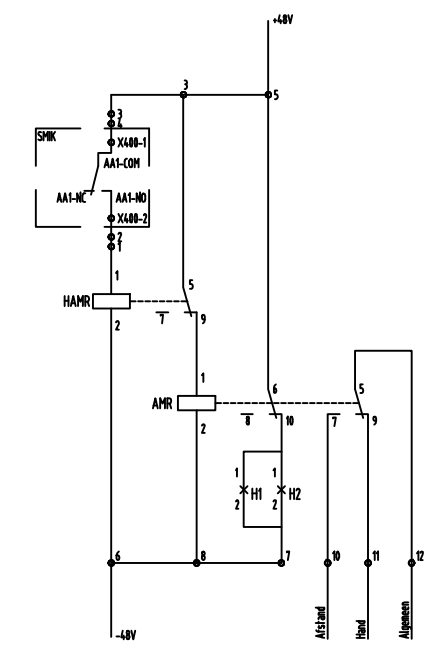 +48V
3
5
3
4
SMIK
X400-1
AA1-COM
AA1-NC
AA1-NO
X400-2
2
1
1
5
HAMR
7
9
2
1
6
5
AMR
8
10
7
9
2
1
1
H1
H2
2
2
6
8
7
10
11
12
Afstand
Hand
Algemeen
-48V